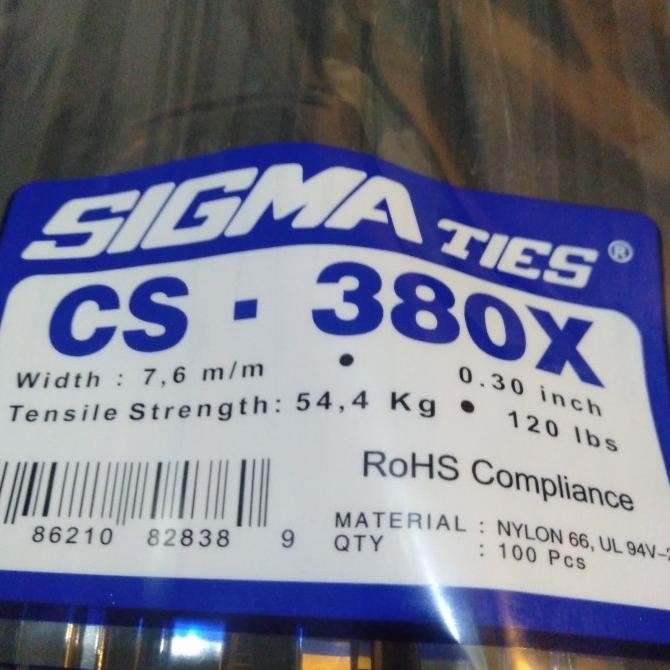 SIGMA TIES ®
CS - 380X
Width : 7,6 m/m • 0.30 inch
Tensile Strength: 54,4 Kg • 120 lbs
RoHS Compliance
86210 82838 9
MATERIAL : NYLON 66, UL 94V-2
QTY : 100 Pcs